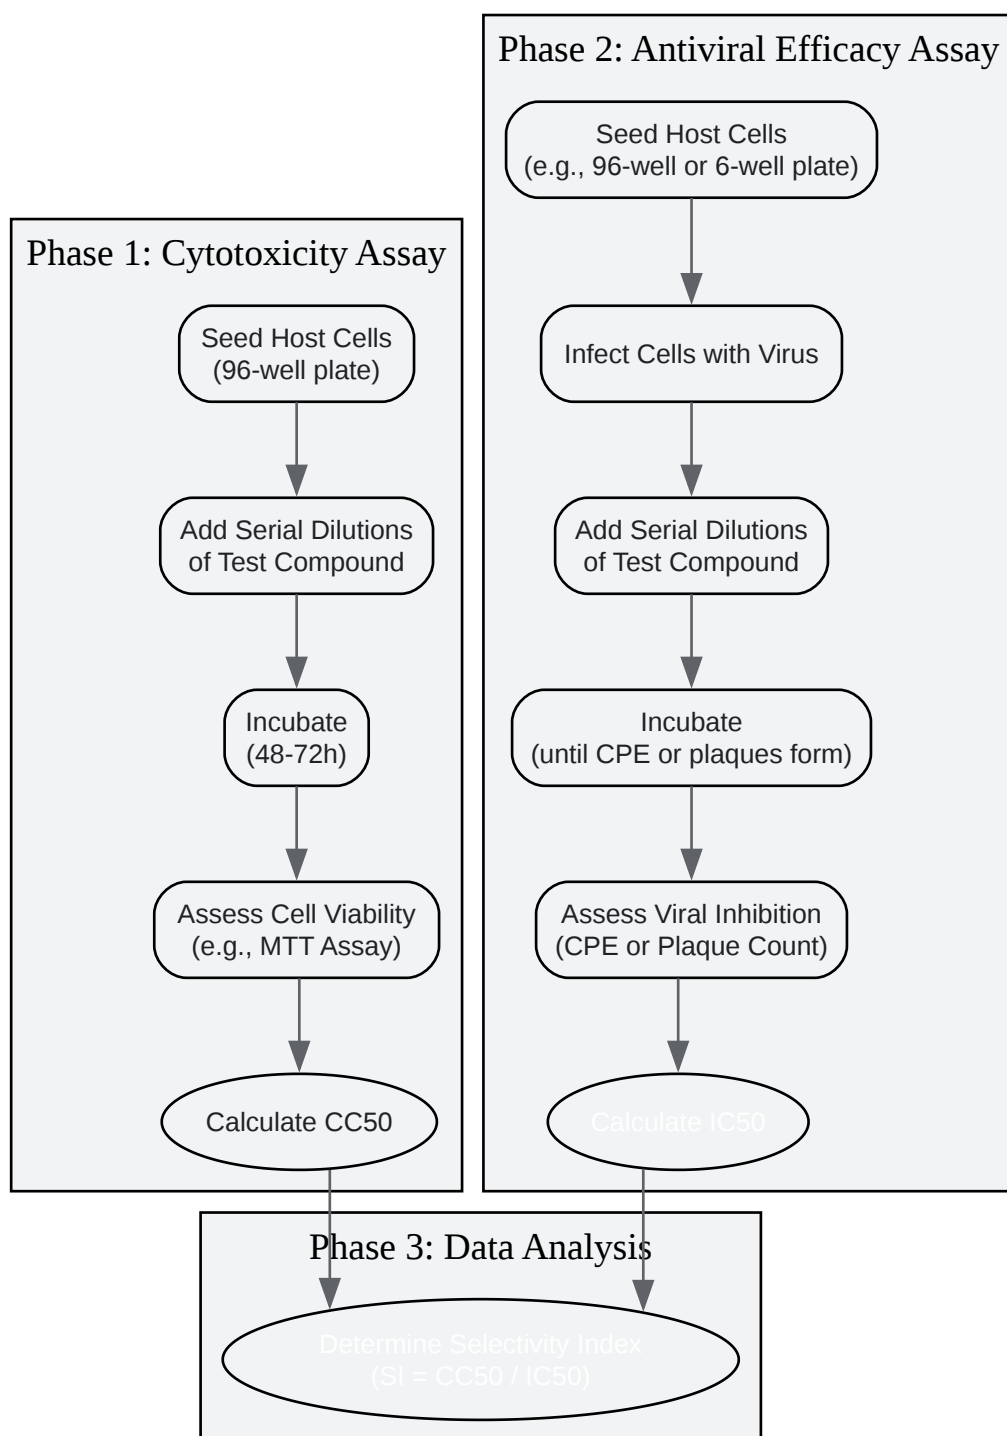 Phase 1: Cytotoxicity Assay
Seed Host Cells
(96-well plate)
Add Serial Dilutions
of Test Compound
Incubate
(48-72h)
Assess Cell Viability
(e.g., MTT Assay)
Calculate CC50
Phase 2: Antiviral Efficacy Assay
Seed Host Cells
(e.g., 96-well or 6-well plate)
Infect Cells with Virus
Add Serial Dilutions
of Test Compound
Incubate
(until CPE or plaques form)
Assess Viral Inhibition
(CPE or Plaque Count)
Calculate IC50
Phase 3: Data Analysis
Determine Selectivity Index
(SI = CC50 / IC50)